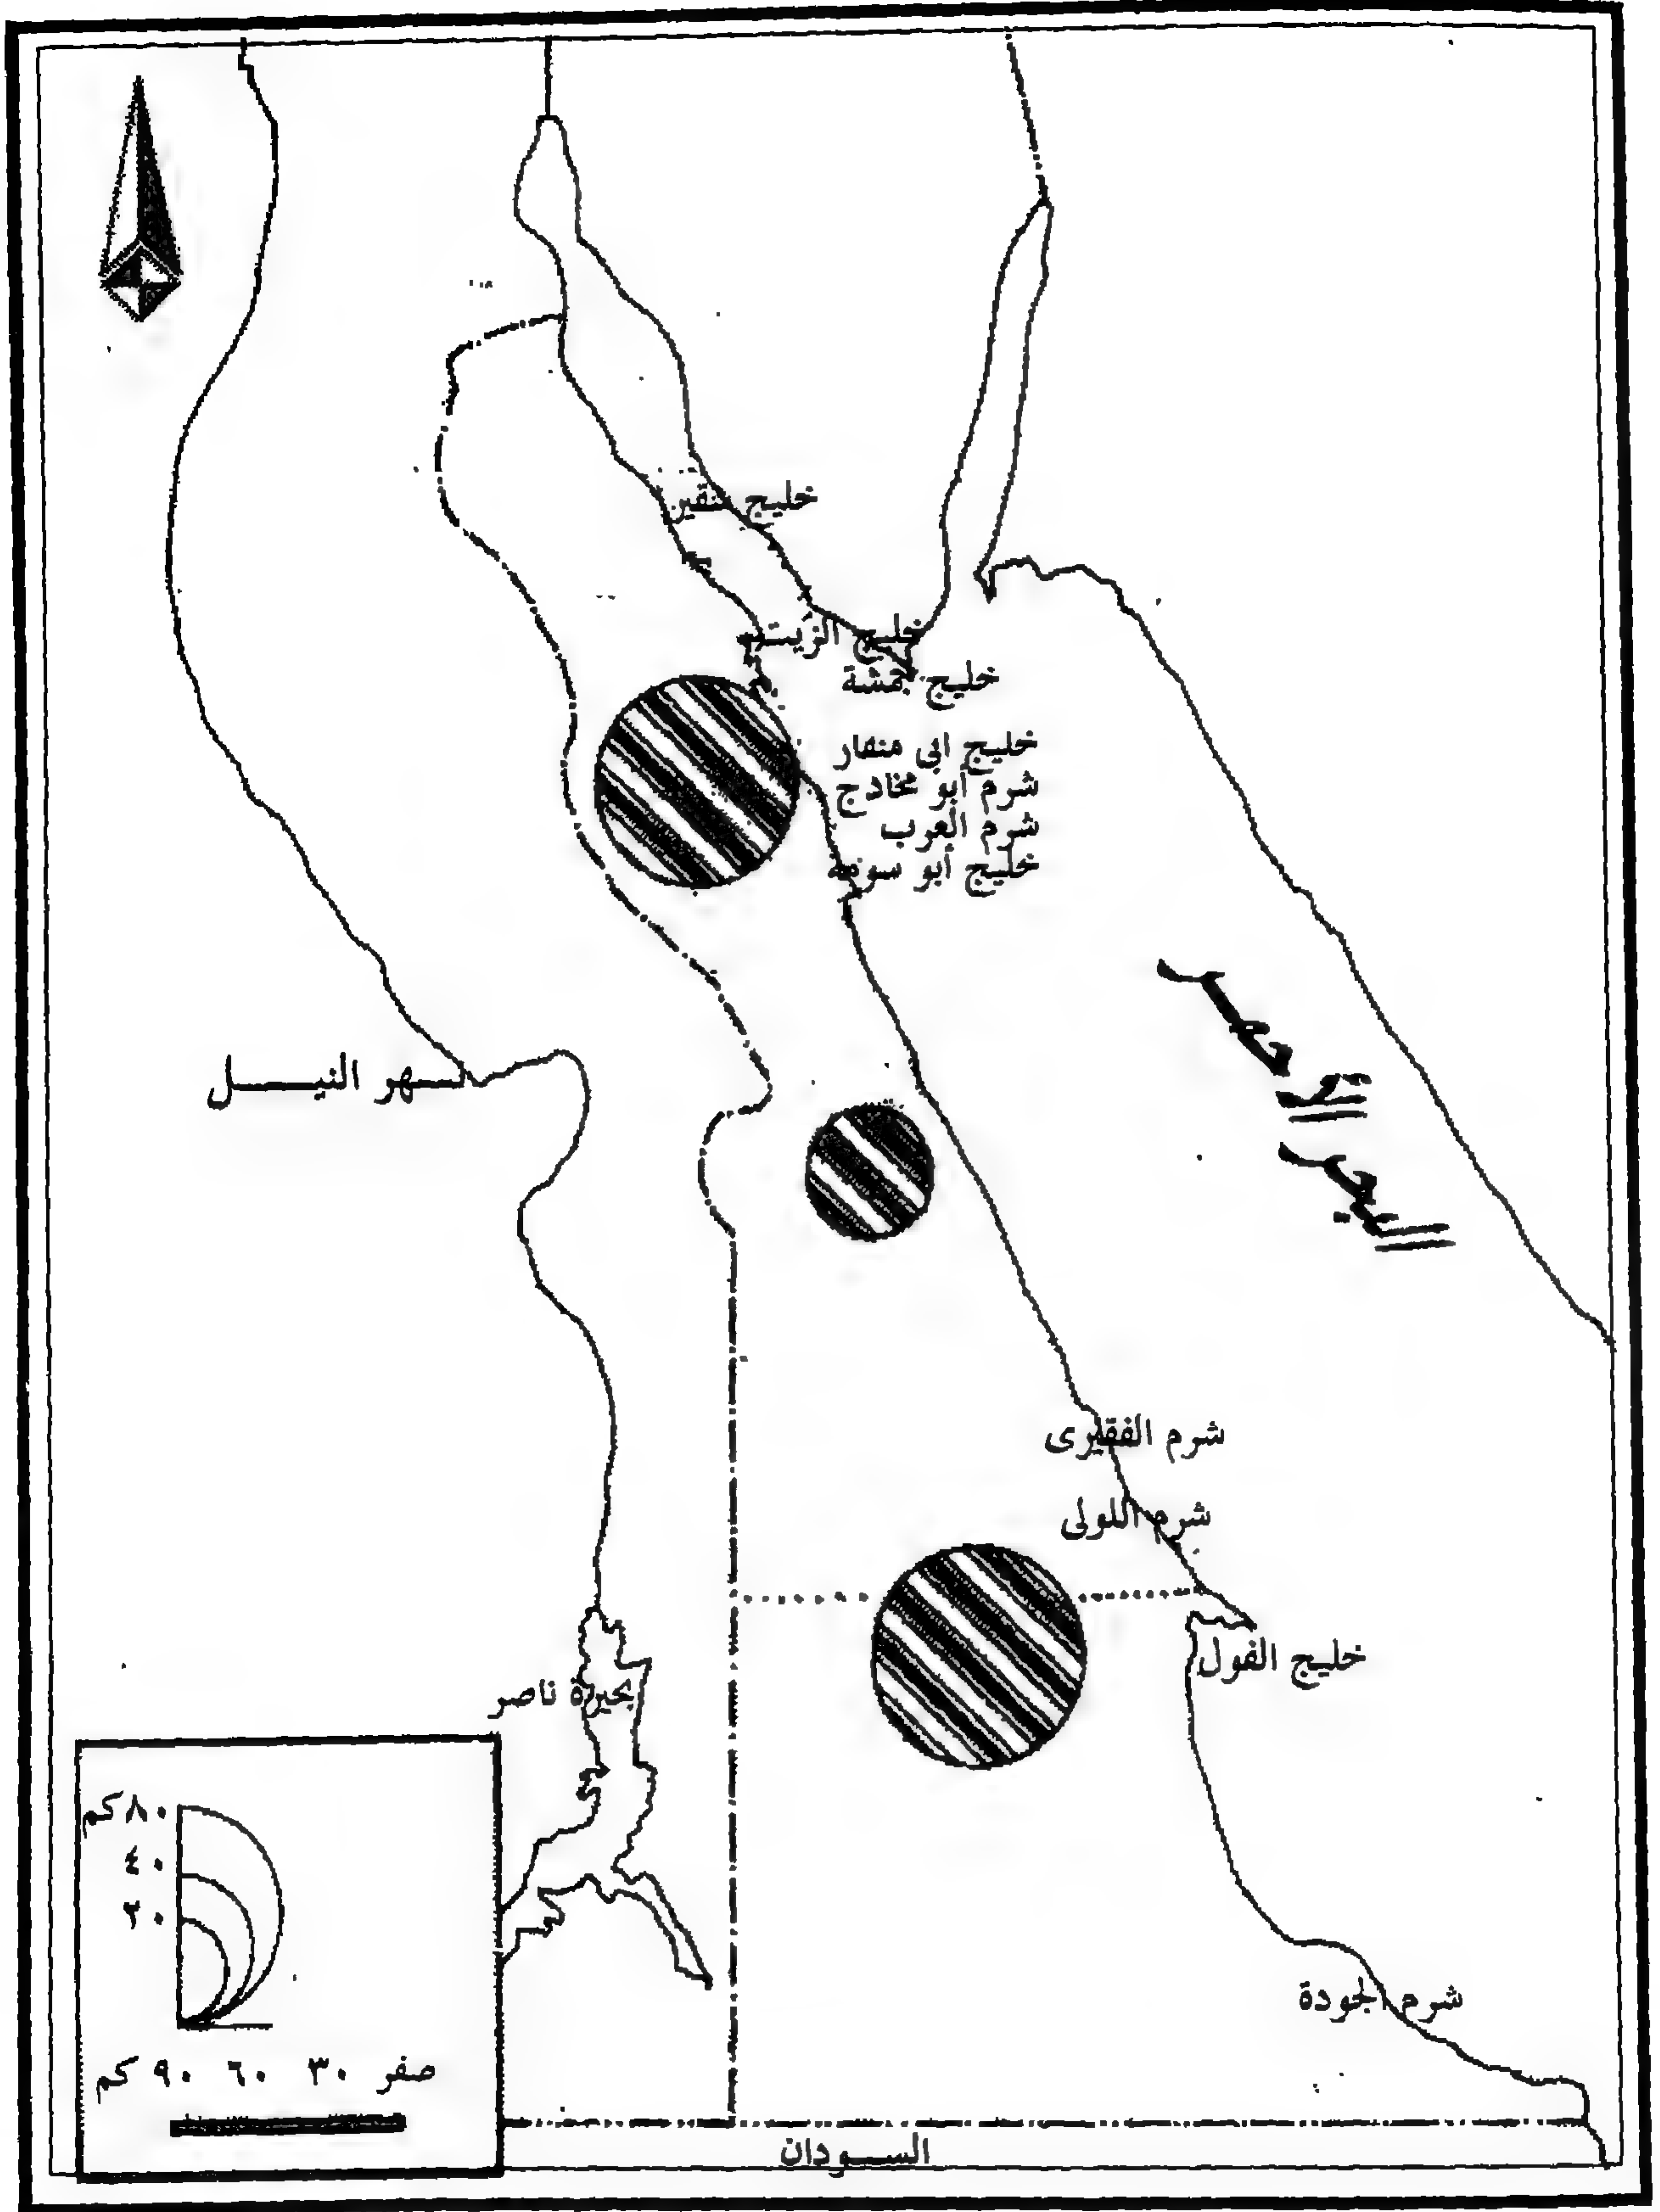 خليج منقير
خليج الزيت
خليج جمشة
خليج ابى منقار
شرم أبو مخادج
شرم العرب
خليج أبو سومة
البحر الأحمر
نهر النيل
شرم الفقيرى
شرم اللولى
خليج الفول
بحيرة ناصر
شرم الجودة
٨٠ كم
٤٠
٢٠
صفر ٣٠ ٦٠ ٩٠ كم
السودان